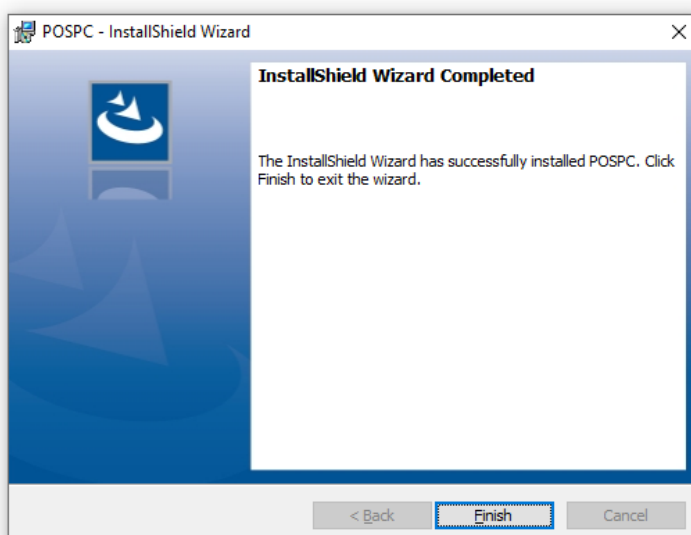 POSPC - InstallShield Wizard
InstallShield Wizard Completed
The InstallShield Wizard has successfully installed POSPC. Click
Finish to exit the wizard.
< Back
Finish
Cancel